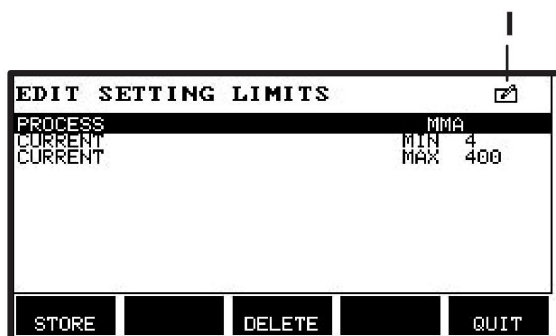 I
EDIT SETTING LIMITS
PROCESS MMA
CURRENT MIN 4
CURRENT MAX 400
STORE DELETE QUIT